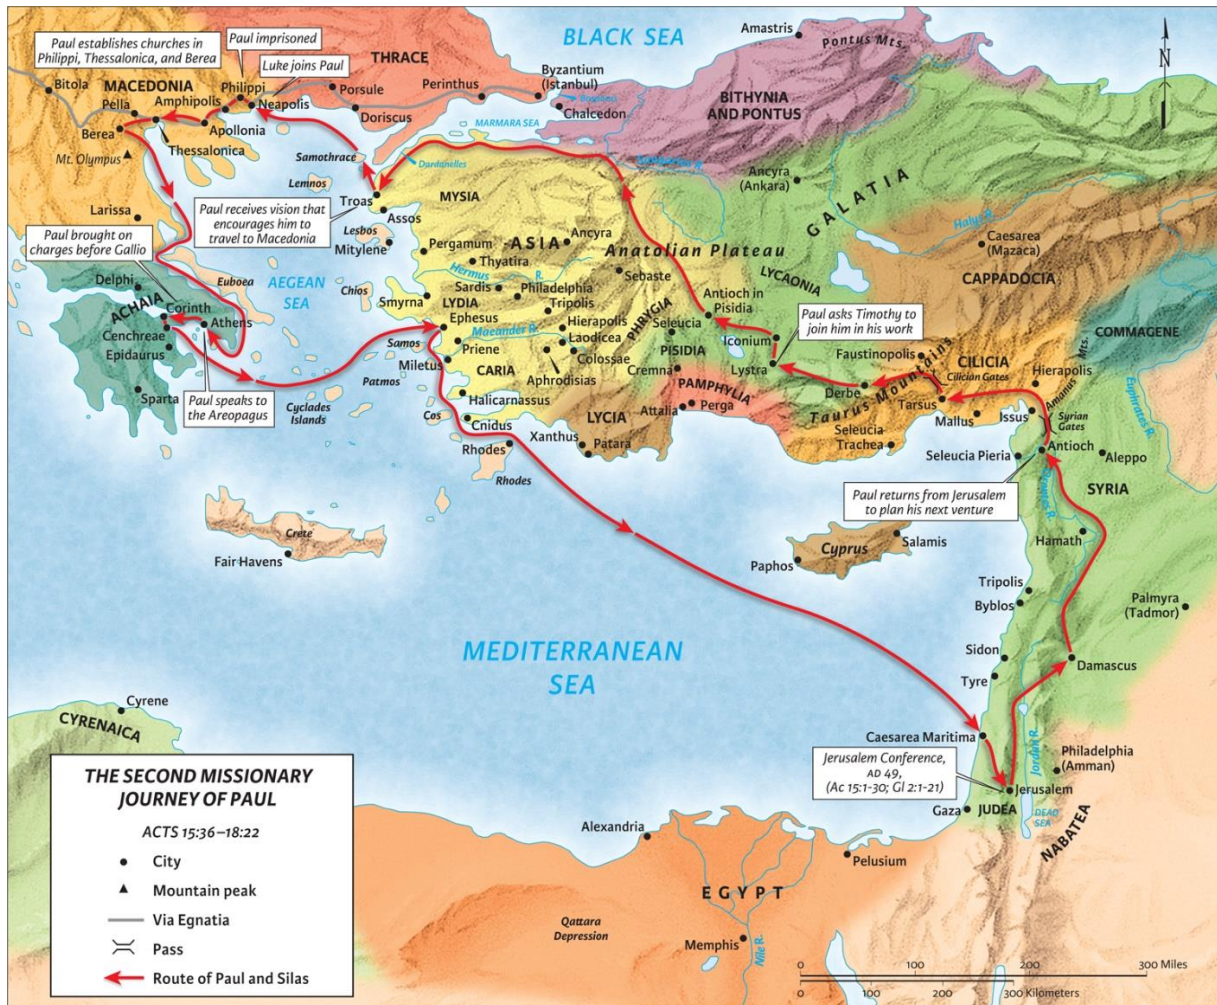 BLACK SEA
Amastris
Pontus Mts.
Paul establishes churches in
Philippi, Thessalonica, and Berea
Paul imprisoned
Luke joins Paul
THRACE
Bitola
MACEDONIA
Philippi
Neapolis
Porsule
Perinthus
Byzantium
(Istanbul)
Chalcedon
BITHYNIA
AND PONTUS
Pella
Amphipolis
Doriscus
MARMARA SEA
Berea
Apollonia
Thessalonica
Samothrace
Dardanelles
Mt. Olympus
Lemnos
Troas
MYSIA
Ancyra
(Ankara)
GALATIA
Halys R.
N
Larissa
Paul receives vision that
encourages him to
travel to Macedonia
Assos
Lesbos
Mitylene
Paul brought on
charges before Gallio
AEGEAN
SEA
Pergamum
ASIA
Ancyra
Anatolian Plateau
Caesarea
(Mazaca)
Thyatira
Hermus
R.
Sebaste
LYCAONIA
CAPPADOCIA
Delphi
Euboea
Chios
Smyrna
Sardis
Philadelphia
LYDIA
Tripolis
PHRYGIA
Antioch in
Pisidia
COMMAGENE
ACHAIA
Corinth
Athens
Ephesus
Maeander R.
Hierapolis
Laodicea
Seleucia
Iconium
Paul asks Timothy to
join him in his work
Cenchreae
Epidaurus
Samos
Priene
Colossae
PISIDIA
Faustinopolis
CILICIA
Mts.
Miletus
CARIA
Aphrodisias
Cremna
Lystra
Cilician Gates
Hierapolis
Amanus
Euphrates R.
Sparta
Paul speaks to
the Areopagus
Patmos
Cyclades
Islands
Halicarnassus
PAMPHYLIA
Derbe
Taurus Mountains
Tarsus
Cos
LYCIA
Attalia
Perga
Mallus
Issus
Syrian
Gates
Cnidus
Xanthus
Patara
Seleucia
Trachea
Antioch
Rhodes
Rhodes
Seleucia Pieria
Aleppo
Paul returns from Jerusalem
to plan his next venture
Orontes R.
SYRIA
Crete
Fair Havens
Cyprus
Salamis
Paphos
Hamath
Tripolis
Byblos
Palmyra
(Tadmor)
MEDITERRANEAN
SEA
Sidon
Damascus
Tyre
Cyrene
CYRENAICA
Caesarea Maritima
Jerusalem Conference,
AD 49,
(Ac 15:1-30; Gl 2:1-21)
Jordan R.
Philadelphia
(Amman)
Jerusalem
Gaza
JUDEA
DEAD
SEA
NABATEA
Alexandria
Pelusium
EGYPT
Qattara
Depression
Memphis
Nile R.
THE SECOND MISSIONARY
JOURNEY OF PAUL
ACTS 15:36–18:22
City
Mountain peak
Via Egnatia
Pass
Route of Paul and Silas
0 100 200 300 Miles
0 100 200 300 Kilometers